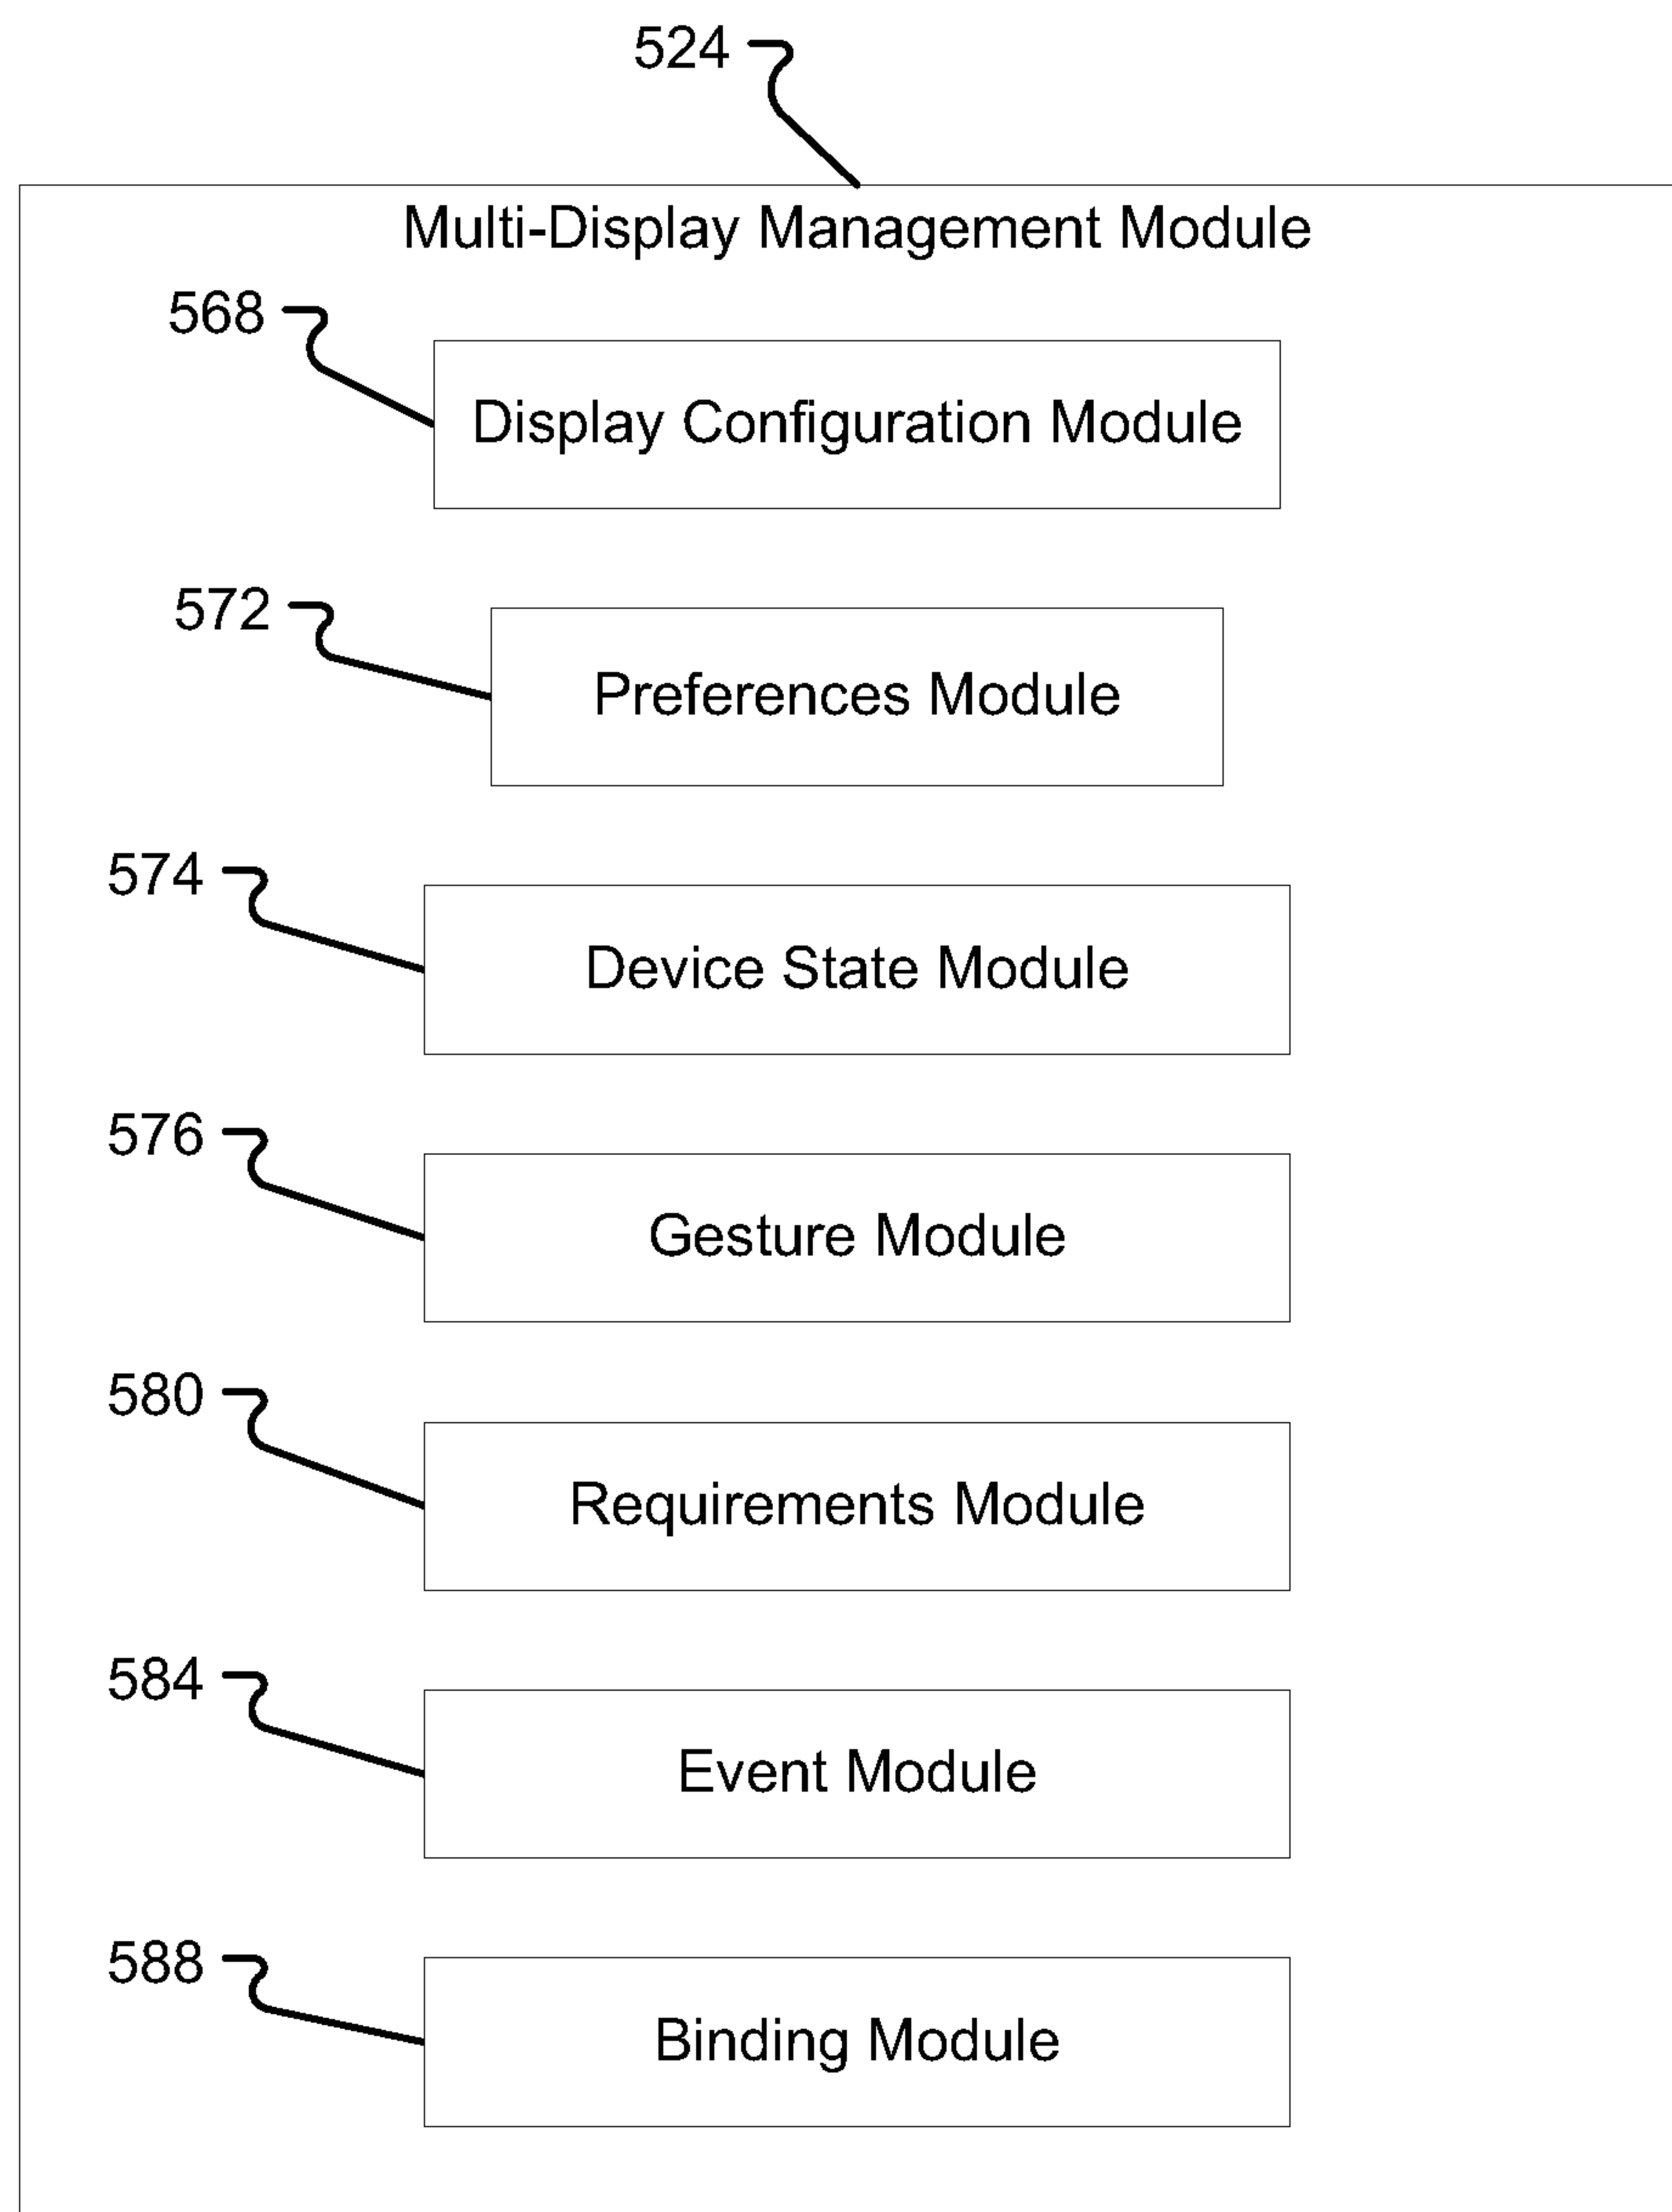 524
Multi-Display Management Module
568
Display Configuration Module
572
Preferences Module
574
Device State Module
576
Gesture Module
580
Requirements Module
584
Event Module
588
Binding Module